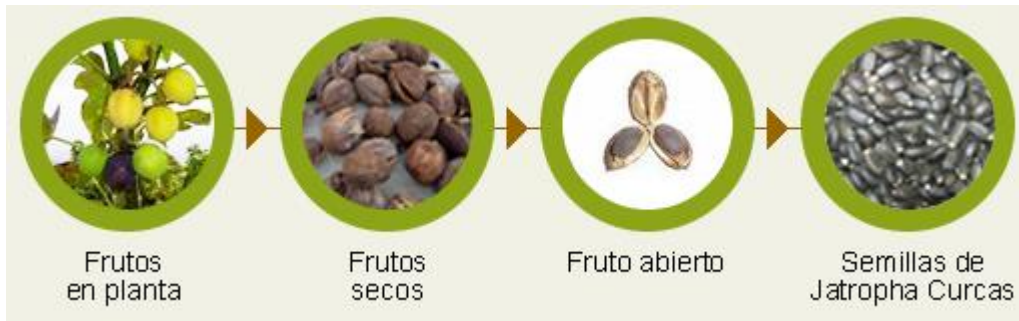 Frutos
en planta
Frutos
secos
Fruto abierto
Semillas de
Jatropha Curcas